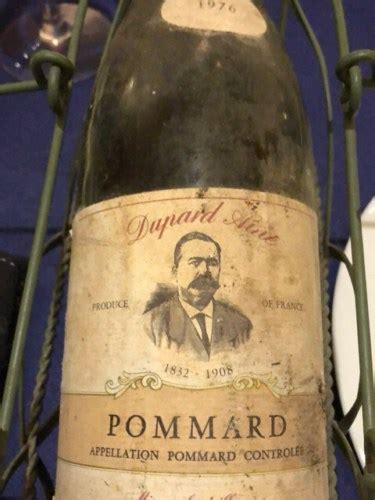 1976
Dupard Aîné
PRODUCE OF FRANCE
1832 - 1908
POMMARD
APPELLATION POMMARD CONTROLÉE